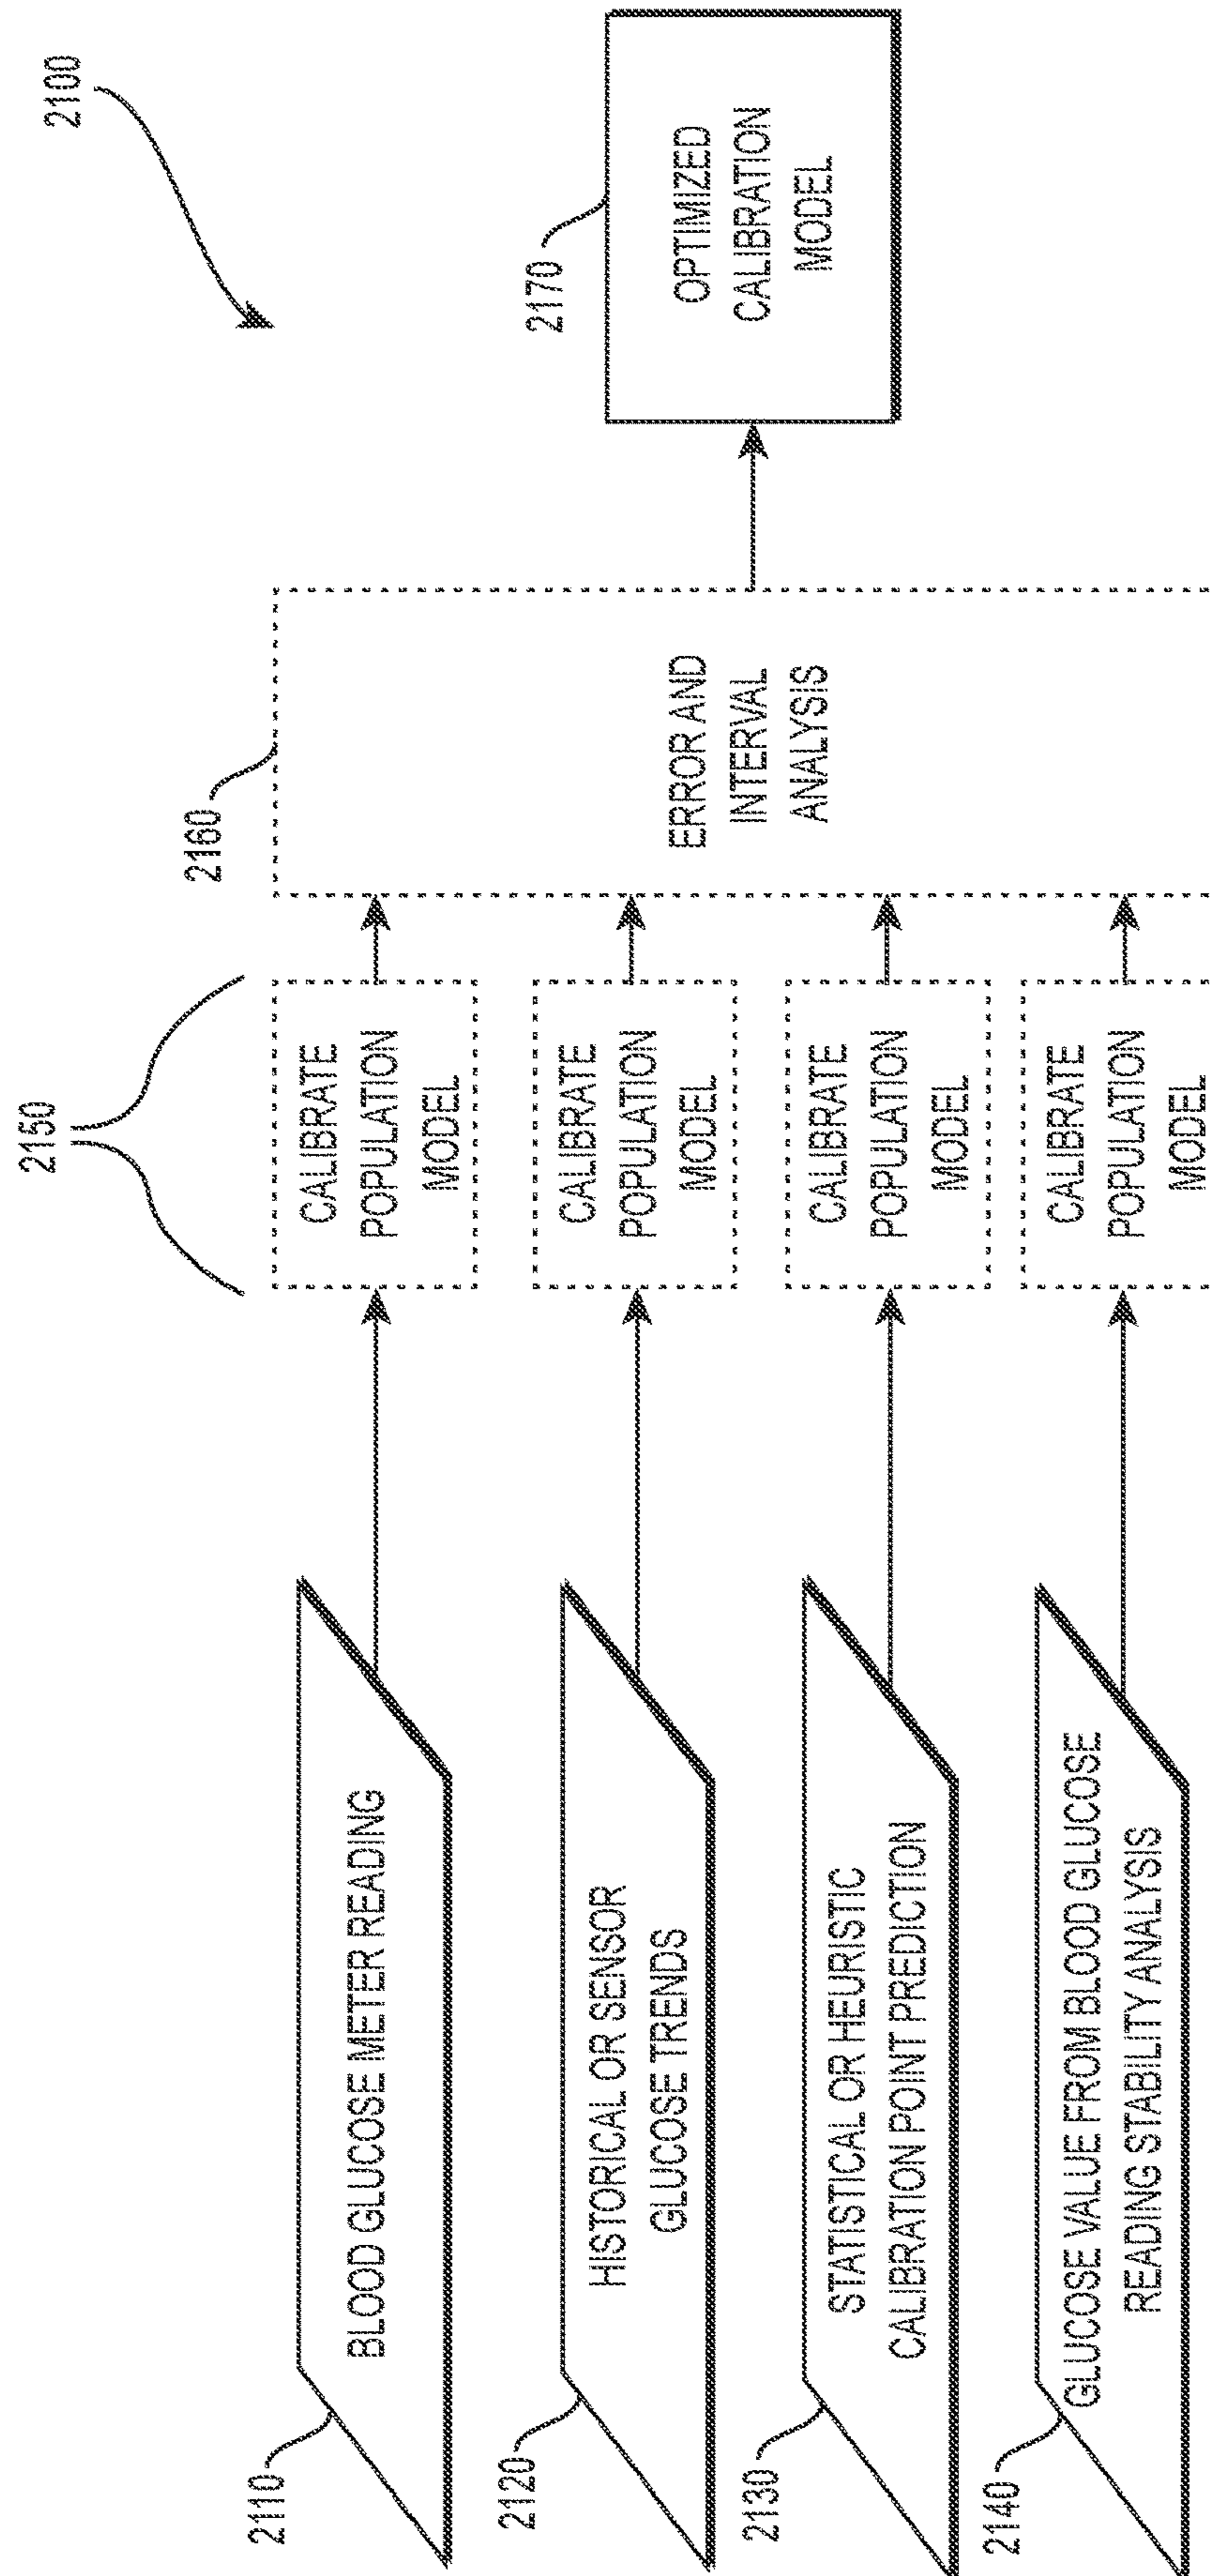 2100
2110
BLOOD GLUCOSE METER READING
2120
HISTORICAL OR SENSOR
GLUCOSE TRENDS
2130
STATISTICAL OR HEURISTIC
CALIBRATION POINT PREDICTION
2140
GLUCOSE VALUE FROM BLOOD GLUCOSE
READING STABILITY ANALYSIS
2150
CALIBRATE
POPULATION
MODEL
CALIBRATE
POPULATION
MODEL
CALIBRATE
POPULATION
MODEL
CALIBRATE
POPULATION
MODEL
2160
ERROR AND
INTERVAL
ANALYSIS
2170
OPTIMIZED
CALIBRATION
MODEL